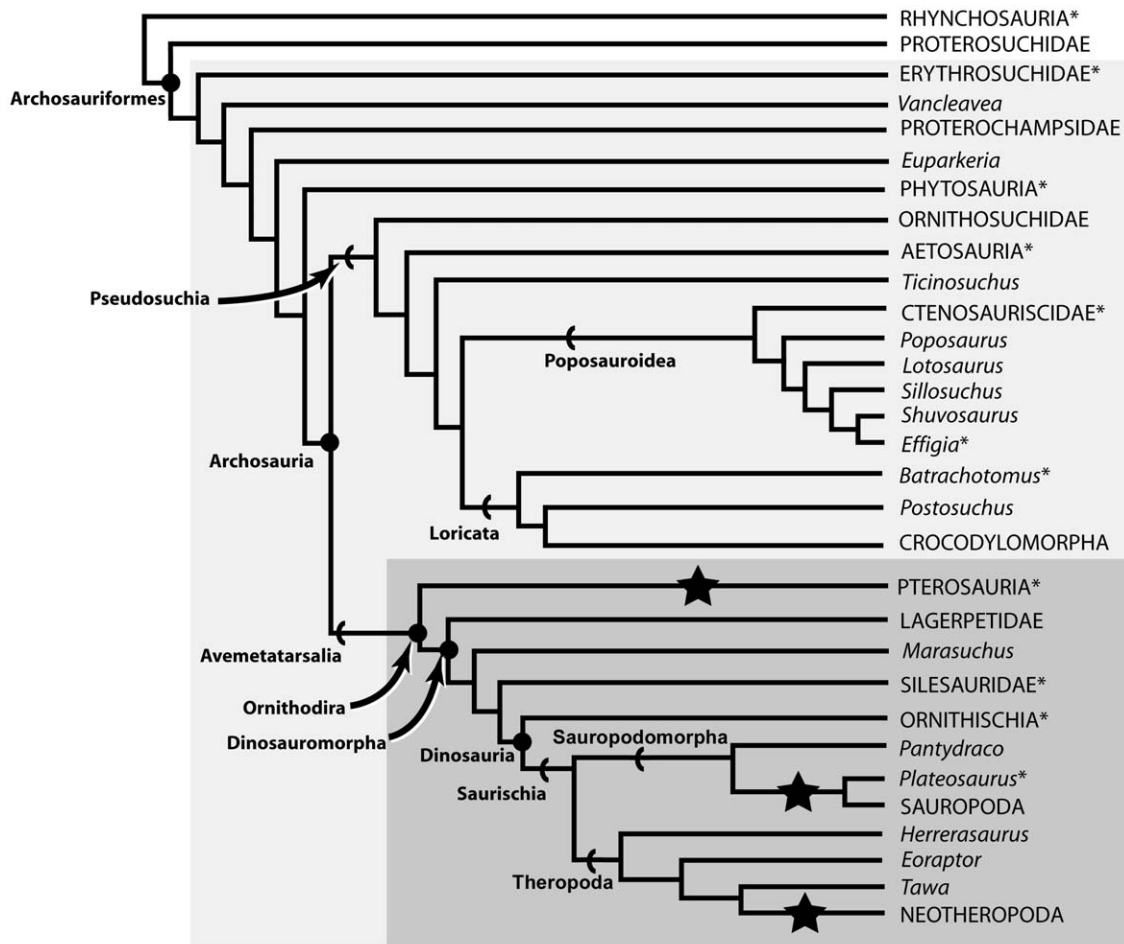 RHYNCHOSAURIA*
PROTEROSUCHIDAE
ERYTHROSUCHIDAE*
Archosauriformes
Vancleavea
PROTEROCHAMPSIDAE
Euparkeria
PHYTOSAURIA*
ORNITHOSUCHIDAE
AETOSAURIA*
Ticinosuchus
Pseudosuchia
CTENOSAURISCIDAE*
Poposaurus
Poposauroidea
Lotosaurus
Sillosuchus
Shuvosaurus
Effigia*
Archosauria
Batrachotomus*
Postosuchus
Loricata
CROCODYLOMORPHA
PTEROSAURIA*
LAGERPETIDAE
Avemetatarsalia
Marasuchus
SILESAURIDAE*
Ornithodira
ORNITHISCHIA*
Sauropodomorpha
Dinosauromorpha
Dinosauria
Pantydraco
Plateosaurus*
Saurischia
SAUROPODA
Herrerasaurus
Eoraptor
Theropoda
Tawa
NEOTHEROPODA